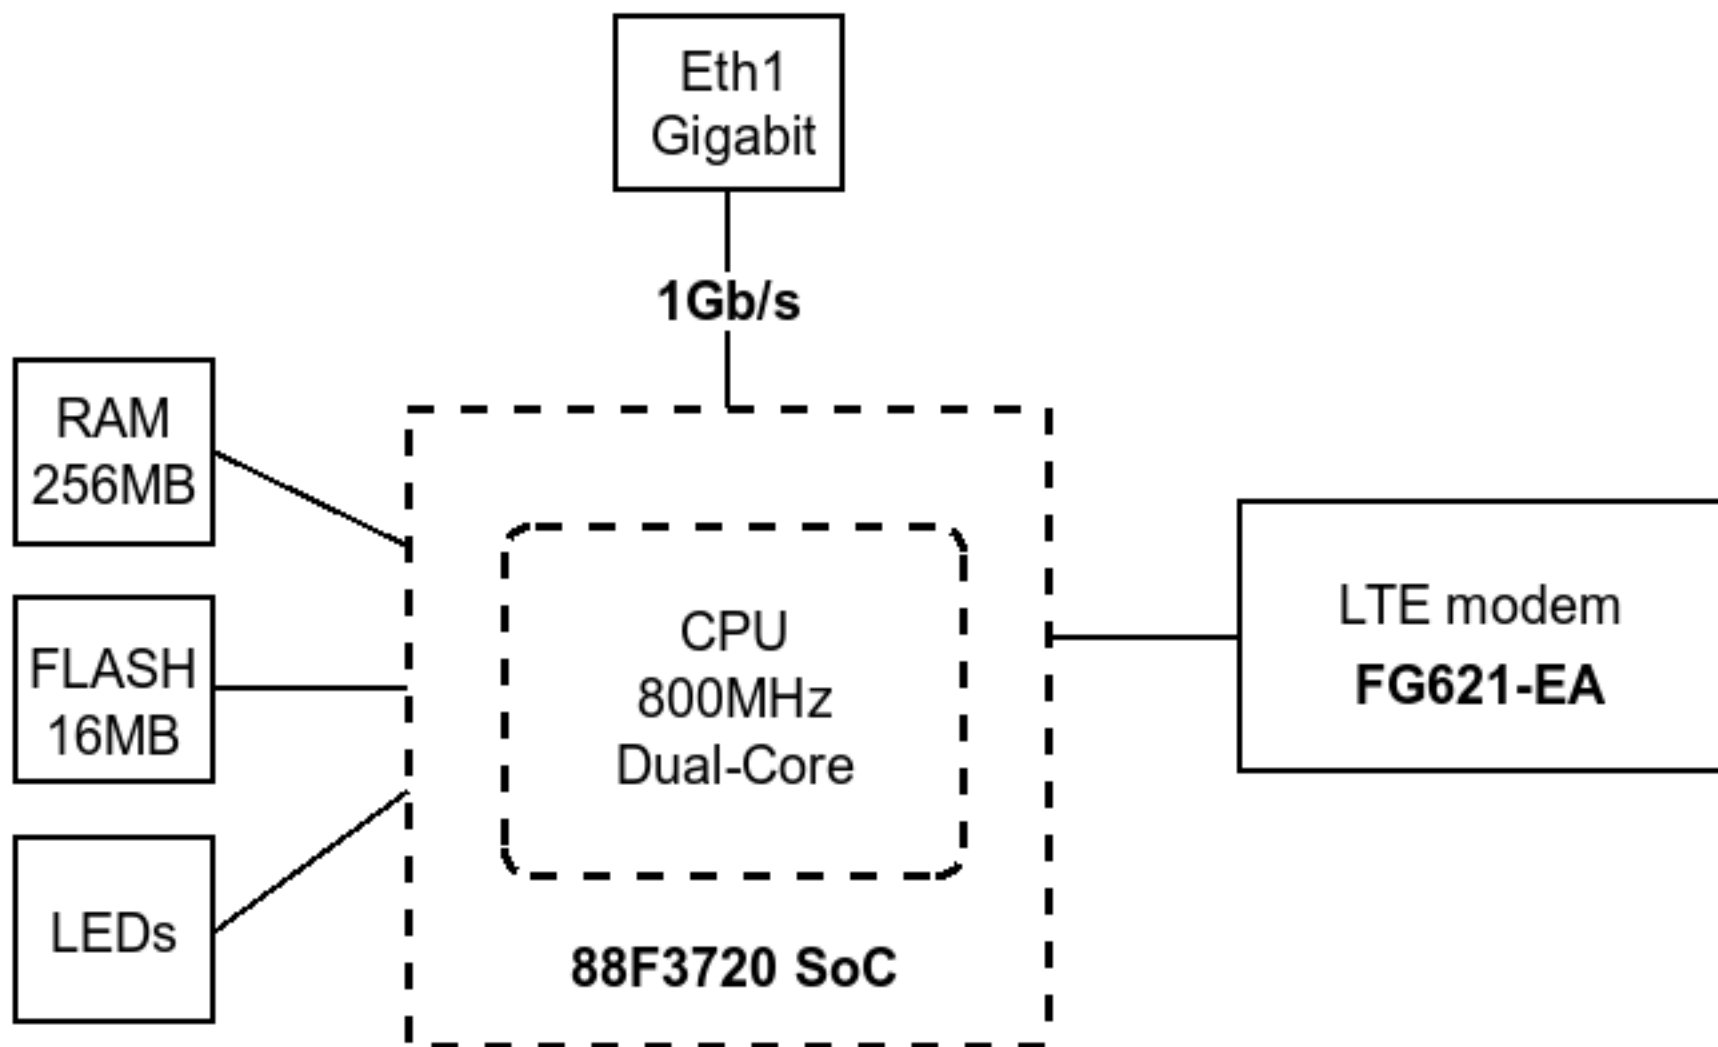 Eth1
Gigabit
1Gb/s
RAM
256MB
FLASH
16MB
LEDs
CPU
800MHz
Dual-Core
88F3720 SoC
LTE modem
FG621-EA